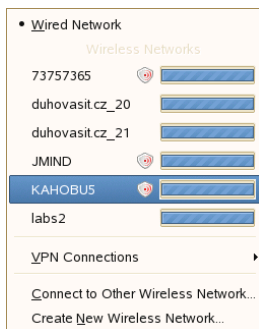 Wired Network
Wireless Networks
73757365
duhovasit.cz_20
duhovasit.cz_21
JMIND
KAHOBU5
labs2
VPN Connections
Connect to Other Wireless Network...
Create New Wireless Network...